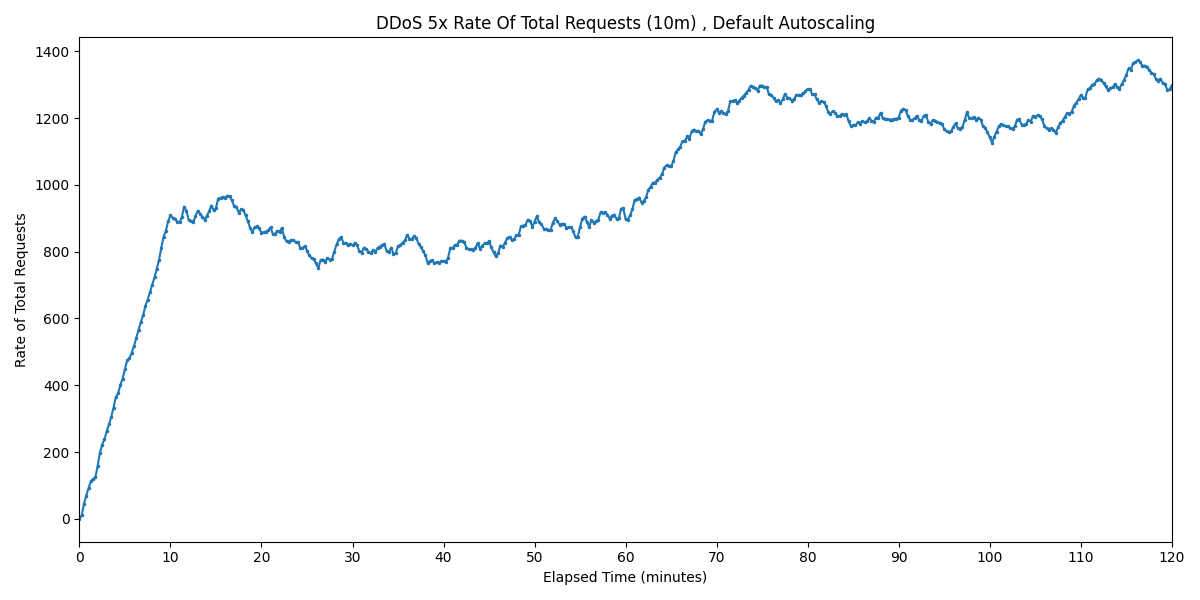 DDoS 5x Rate Of Total Requests (10m) , Default Autoscaling
1400
1200
1000
800
600
400
200
0
Rate of Total Requests
0 10 20 30 40 50 60 70 80 90 100 110 120
Elapsed Time (minutes)